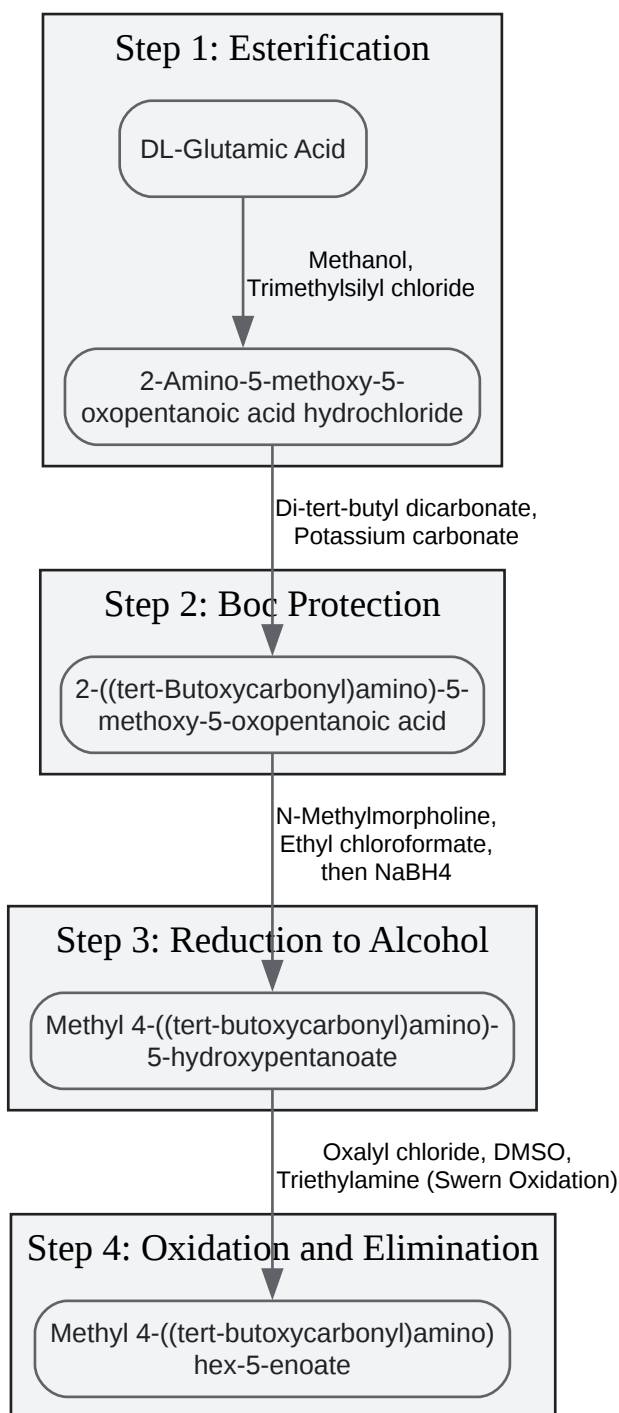 Step 1: Esterification
DL-Glutamic Acid
Methanol,
Trimethylsilyl chloride
2-Amino-5-methoxy-5-
oxopentanoic acid hydrochloride
Di-tert-butyl dicarbonate,
Potassium carbonate
Step 2: Boc Protection
2-((tert-Butoxycarbonyl)amino)-5-
methoxy-5-oxopentanoic acid
N-Methylmorpholine,
Ethyl chloroformate,
then NaBH4
Step 3: Reduction to Alcohol
Methyl 4-((tert-butoxycarbonyl)amino)-
5-hydroxypentanoate
Oxalyl chloride, DMSO,
Triethylamine (Swern Oxidation)
Step 4: Oxidation and Elimination
Methyl 4-((tert-butoxycarbonyl)amino)
hex-5-enoate